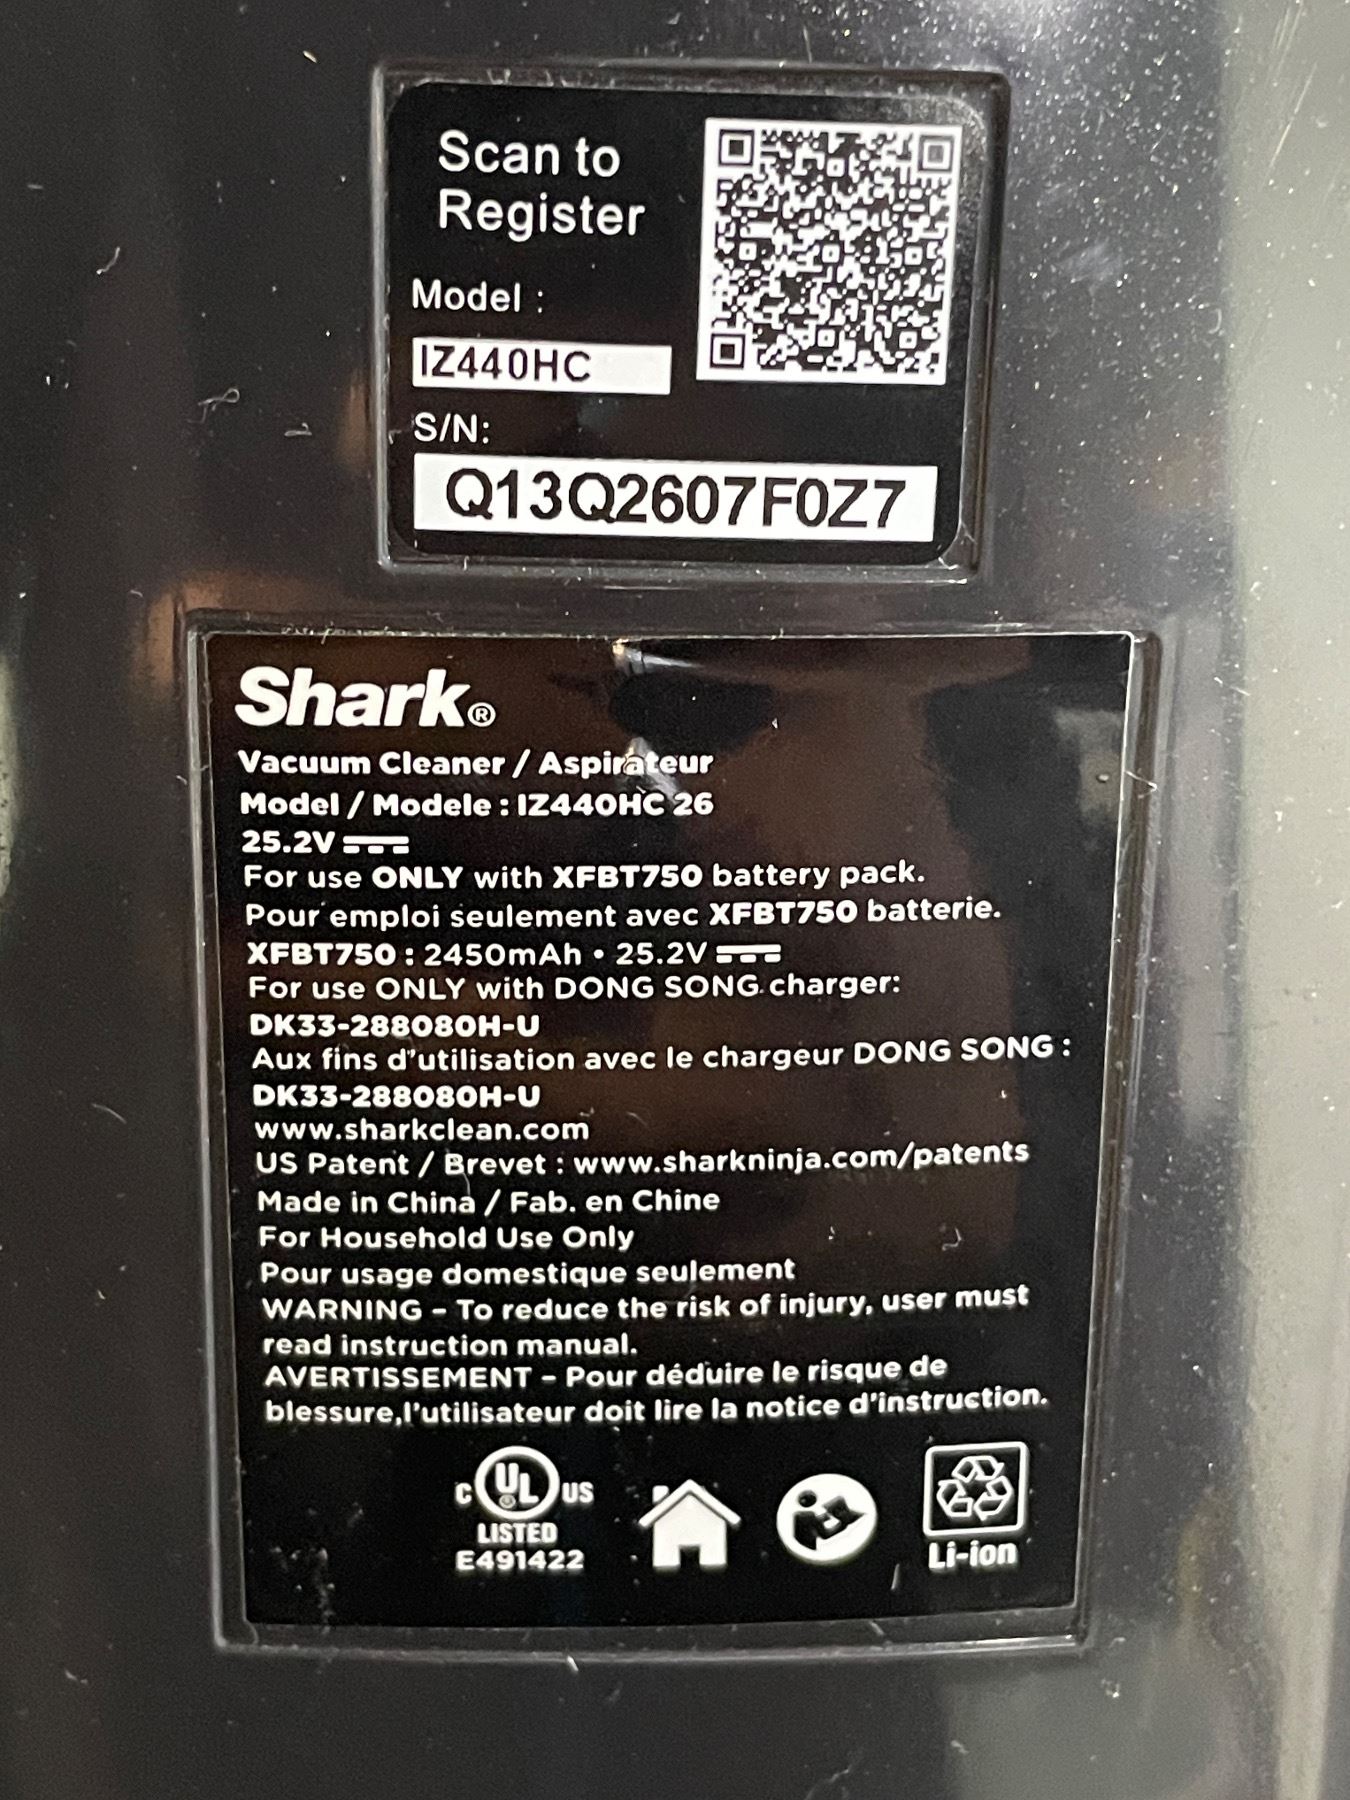 Scan to
Register
Model :
IZ440HC
S/N:
Q13Q2607F0Z7
Shark®
Vacuum Cleaner / Aspirateur
Model / Modele : IZ440HC 26
25.2V
For use ONLY with XFBT750 battery pack.
Pour emploi seulement avec XFBT750 batterie.
XFBT750 : 2450mAh • 25.2V
For use ONLY with DONG SONG charger:
DK33-288080H-U
Aux fins d'utilisation avec le chargeur DONG SONG :
DK33-288080H-U
www.sharkclean.com
US Patent / Brevet : www.sharkninja.com/patents
Made in China / Fab. en Chine
For Household Use Only
Pour usage domestique seulement
WARNING – To reduce the risk of injury, user must
read instruction manual.
AVERTISSEMENT – Pour déduire le risque de
blessure,l'utilisateur doit lire la notice d'instruction.
C UL® US
LISTED
E491422
Li-ion